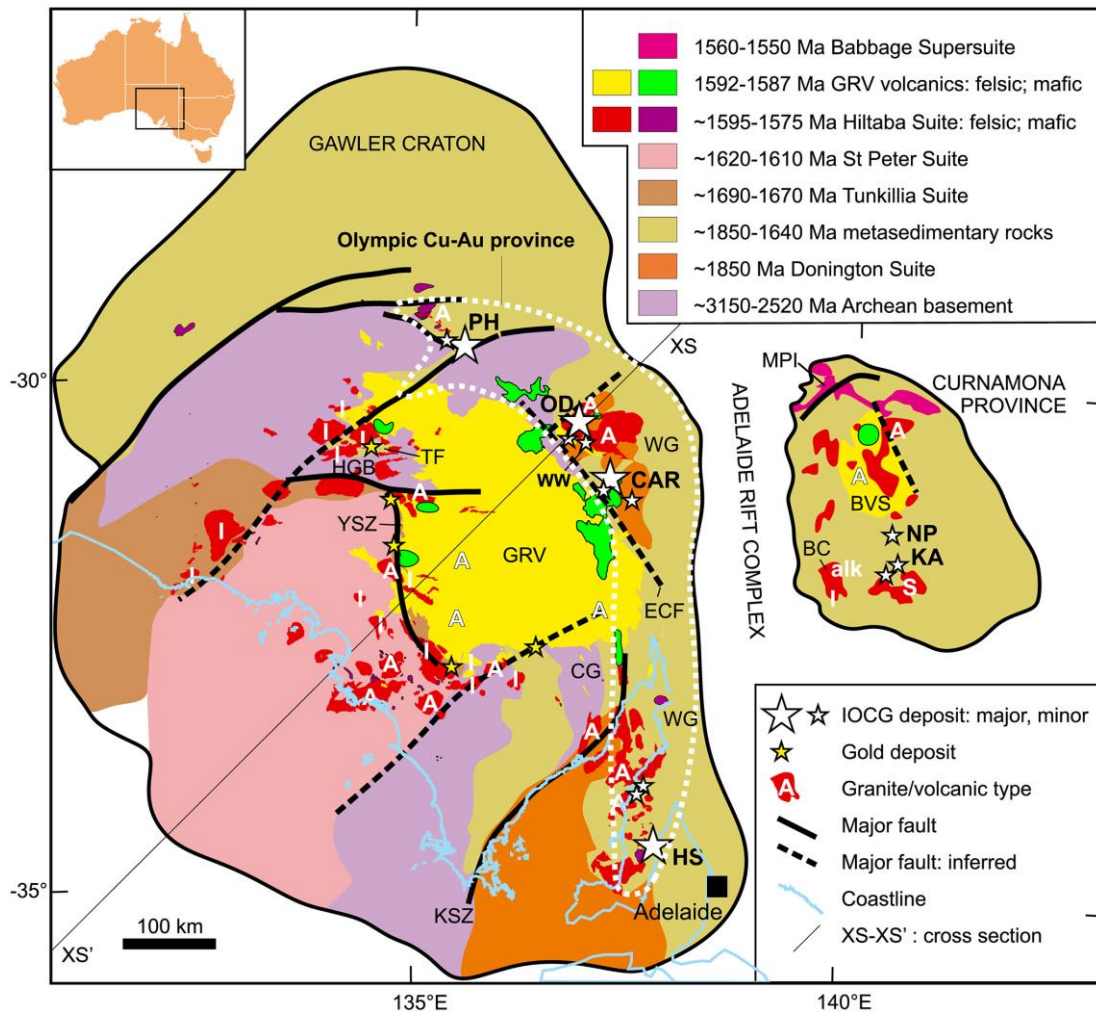 1560-1550 Ma Babbage Supersuite
1592-1587 Ma GRV volcanics: felsic; mafic
~1595-1575 Ma Hiltaba Suite: felsic; mafic
~1620-1610 Ma St Peter Suite
~1690-1670 Ma Tunkillia Suite
~1850-1640 Ma metasedimentary rocks
~1850 Ma Donington Suite
~3150-2520 Ma Archean basement
GAWLER CRATON
Olympic Cu-Au province
A
PH
XS
-30°
OD
A
A
WG
I
I
I
I
TF
HGB
A
ww
CAR
YSZ
I
I
A
I
I
A
GRV
A
A
ECF
I
I
A
A
A
I
I
I
A
I
CG
WG
A
A
HS
KSZ
Adelaide
-35°
100 km
XS'
135°E
140°E
ADELAIDE RIFT COMPLEX
MPI
CURNAMONA
PROVINCE
A
A
BVS
NP
KA
BC
alk
I
S
IOCG deposit: major, minor
Gold deposit
A
Granite/volcanic type
Major fault
Major fault: inferred
Coastline
XS-XS' : cross section